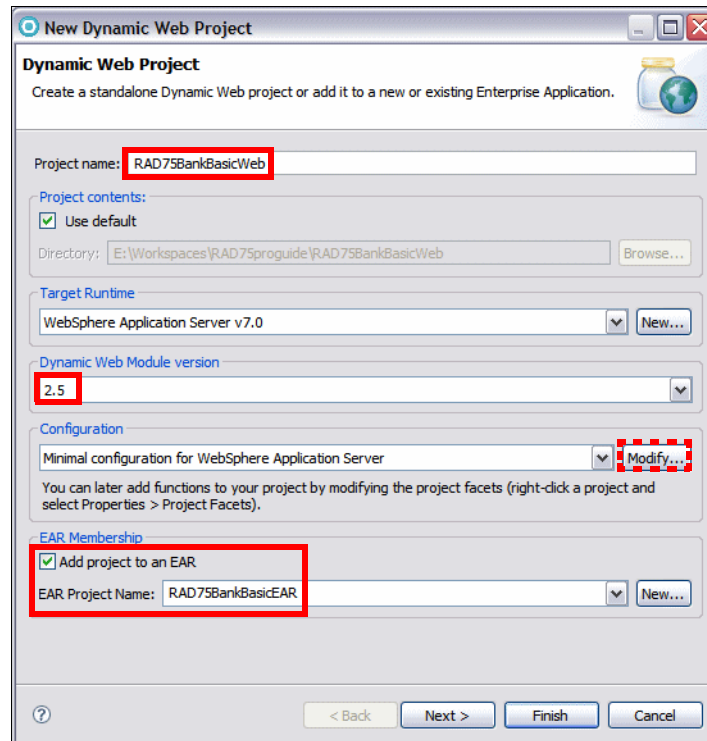 New Dynamic Web Project
Dynamic Web Project
Create a standalone Dynamic Web project or add it to a new or existing Enterprise Application.
Project name: RAD75BankBasicWeb
Project contents:
Use default
Directory: E:\Workspaces\RAD75proguide\RAD75BankBasicWeb Browse...
Target Runtime
WebSphere Application Server v7.0 New...
Dynamic Web Module version
2.5
Configuration
Minimal configuration for WebSphere Application Server Modify...
You can later add functions to your project by modifying the project facets (right-click a project and
select Properties > Project Facets).
EAR Membership
Add project to an EAR
EAR Project Name: RAD75BankBasicEAR New...
? < Back Next > Finish Cancel